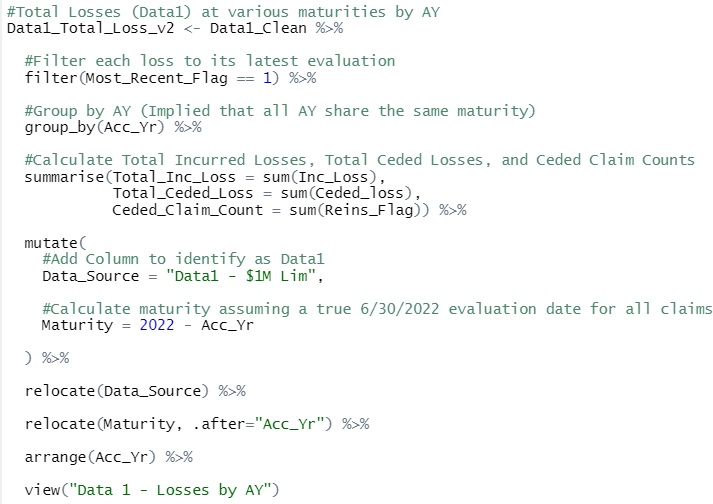 #Total Losses (Data1) at various maturities by AY
Data1_Total_Loss_v2 <- Data1_Clean %>%
#Filter each loss to its latest evaluation
filter(Most_Recent_Flag == 1) %>%
#Group by AY (Implied that all AY share the same maturity)
group_by(Acc_Yr) %>%
#Calculate Total Incurred Losses, Total Ceded Losses, and Ceded Claim Counts
summarise(Total_Inc_Loss = sum(Inc_Loss),
Total_Ceded_Loss = sum(Ceded_loss),
Ceded_Claim_Count = sum(Reins_Flag)) %>%
mutate(
#Add Column to identify as Data1
Data_Source = "Data1 - $1M Lim",
#Calculate maturity assuming a true 6/30/2022 evaluation date for all claims
Maturity = 2022 - Acc_Yr
) %>%
relocate(Data_Source) %>%
relocate(Maturity, .after="Acc_Yr") %>%
arrange(Acc_Yr) %>%
view("Data 1 - Losses by AY")